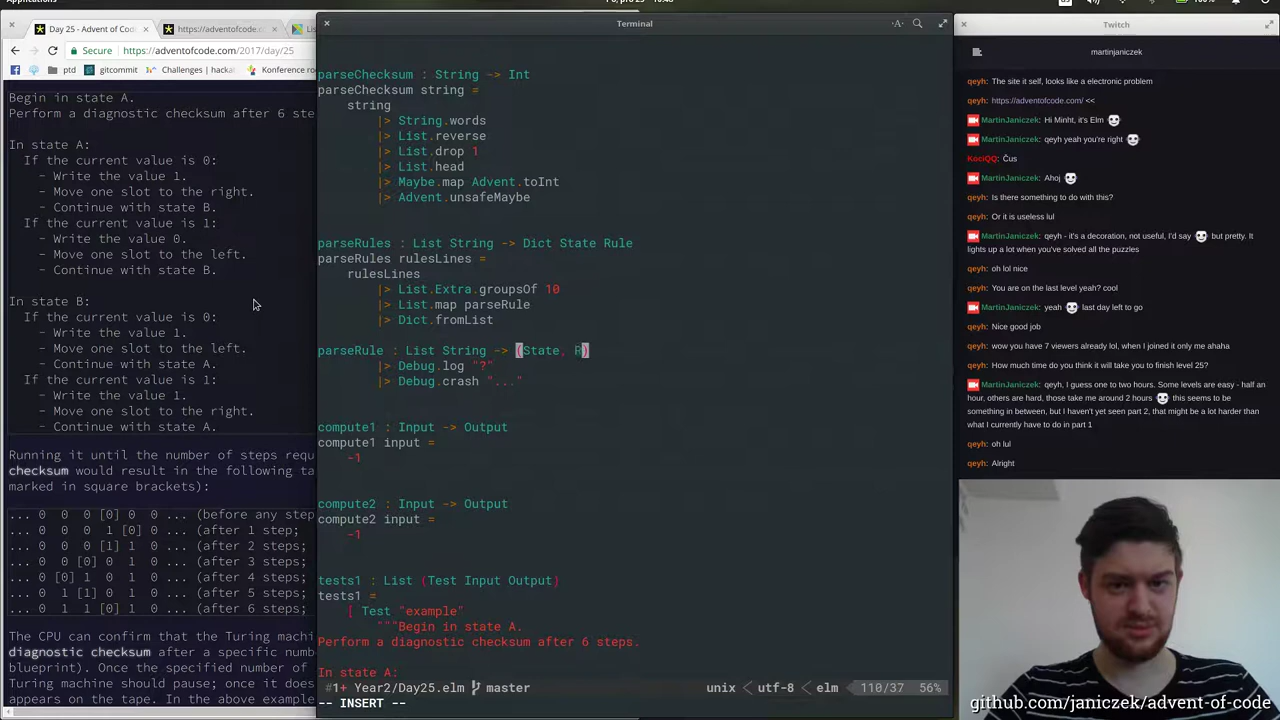 Applications
Day 25 - Advent of Cod
https://adventofcode.
Secure https://adventofcode.com/2017/day/25
ptd gitcommit Challenges | hacka Konference ro
Begin in state A.
Perform a diagnostic checksum after 6 ste
In state A:
If the current value is 0:
- Write the value 1.
- Move one slot to the right.
- Continue with state B.
If the current value is 1:
- Write the value 0.
- Move one slot to the left.
- Continue with state B.
In state B:
If the current value is 0:
- Write the value 1.
- Move one slot to the left.
- Continue with state A.
If the current value is 1:
- Write the value 1.
- Move one slot to the right.
- Continue with state A.
Running it until the number of steps requ
checksum would result in the following ta
marked in square brackets):
... 0 0 0 [0] 0 0 ... (before any step
... 0 0 0 1 [0] 0 ... (after 1 step;
... 0 0 0 [1] 1 0 ... (after 2 steps;
... 0 0 [0] 0 1 0 ... (after 3 steps;
... 0 [0] 1 0 1 0 ... (after 4 steps;
... 0 1 [1] 0 1 0 ... (after 5 steps;
... 0 1 1 [0] 1 0 ... (after 6 steps;
The CPU can confirm that the Turing machi
diagnostic checksum after a specific numb
blueprint). Once the specified number of
Turing machine should pause; once it does
appears on the tape. In the above example
Terminal
parseChecksum : String -> Int
parseChecksum string =
string
|> String.words
|> List.reverse
|> List.drop 1
|> List.head
|> Maybe.map Advent.toInt
|> Advent.unsafeMaybe
parseRules : List String -> Dict State Rule
parseRules rulesLines =
rulesLines
|> List.Extra.groupsOf 10
|> List.map parseRule
|> Dict.fromList
parseRule : List String -> (State, R)
|> Debug.log "?"
|> Debug.crash "..."
compute1 : Input -> Output
compute1 input =
-1
compute2 : Input -> Output
compute2 input =
-1
tests1 : List (Test Input Output)
tests1 =
[ Test "example"
"""Begin in state A.
Perform a diagnostic checksum after 6 steps.
In state A:
#1+ Year2/Day25.elm master unix utf-8 elm 110/37 56%
-- INSERT --
Twitch
martinjaniczek
qeyh: The site it self, looks like a electronic problem
qeyh: https://adventofcode.com/ <<
MartinJaniczek: Hi Minht, it's Elm
MartinJaniczek: qeyh yeah you're right
KociQQ: Čus
MartinJaniczek: Ahoj
qeyh: Is there something to do with this?
qeyh: Or it is useless lul
MartinJaniczek: qeyh - it's a decoration, not useful, I'd say but pretty. It
lights up a lot when you've solved all the puzzles
qeyh: oh lol nice
qeyh: You are on the last level yeah? cool
MartinJaniczek: yeah last day left to go
qeyh: Nice good job
qeyh: wow you have 7 viewers already lol, when I joined it only me ahaha
qeyh: How much time do you think it will take you to finish level 25?
MartinJaniczek: qeyh, I guess one to two hours. Some levels are easy - half an
hour, others are hard, those take me around 2 hours this seems to be
something in between, but I haven't yet seen part 2, that might be a lot harder than
what I currently have to do in part 1
qeyh: oh lul
qeyh: Alright
github.com/janiczek/advent-of-code